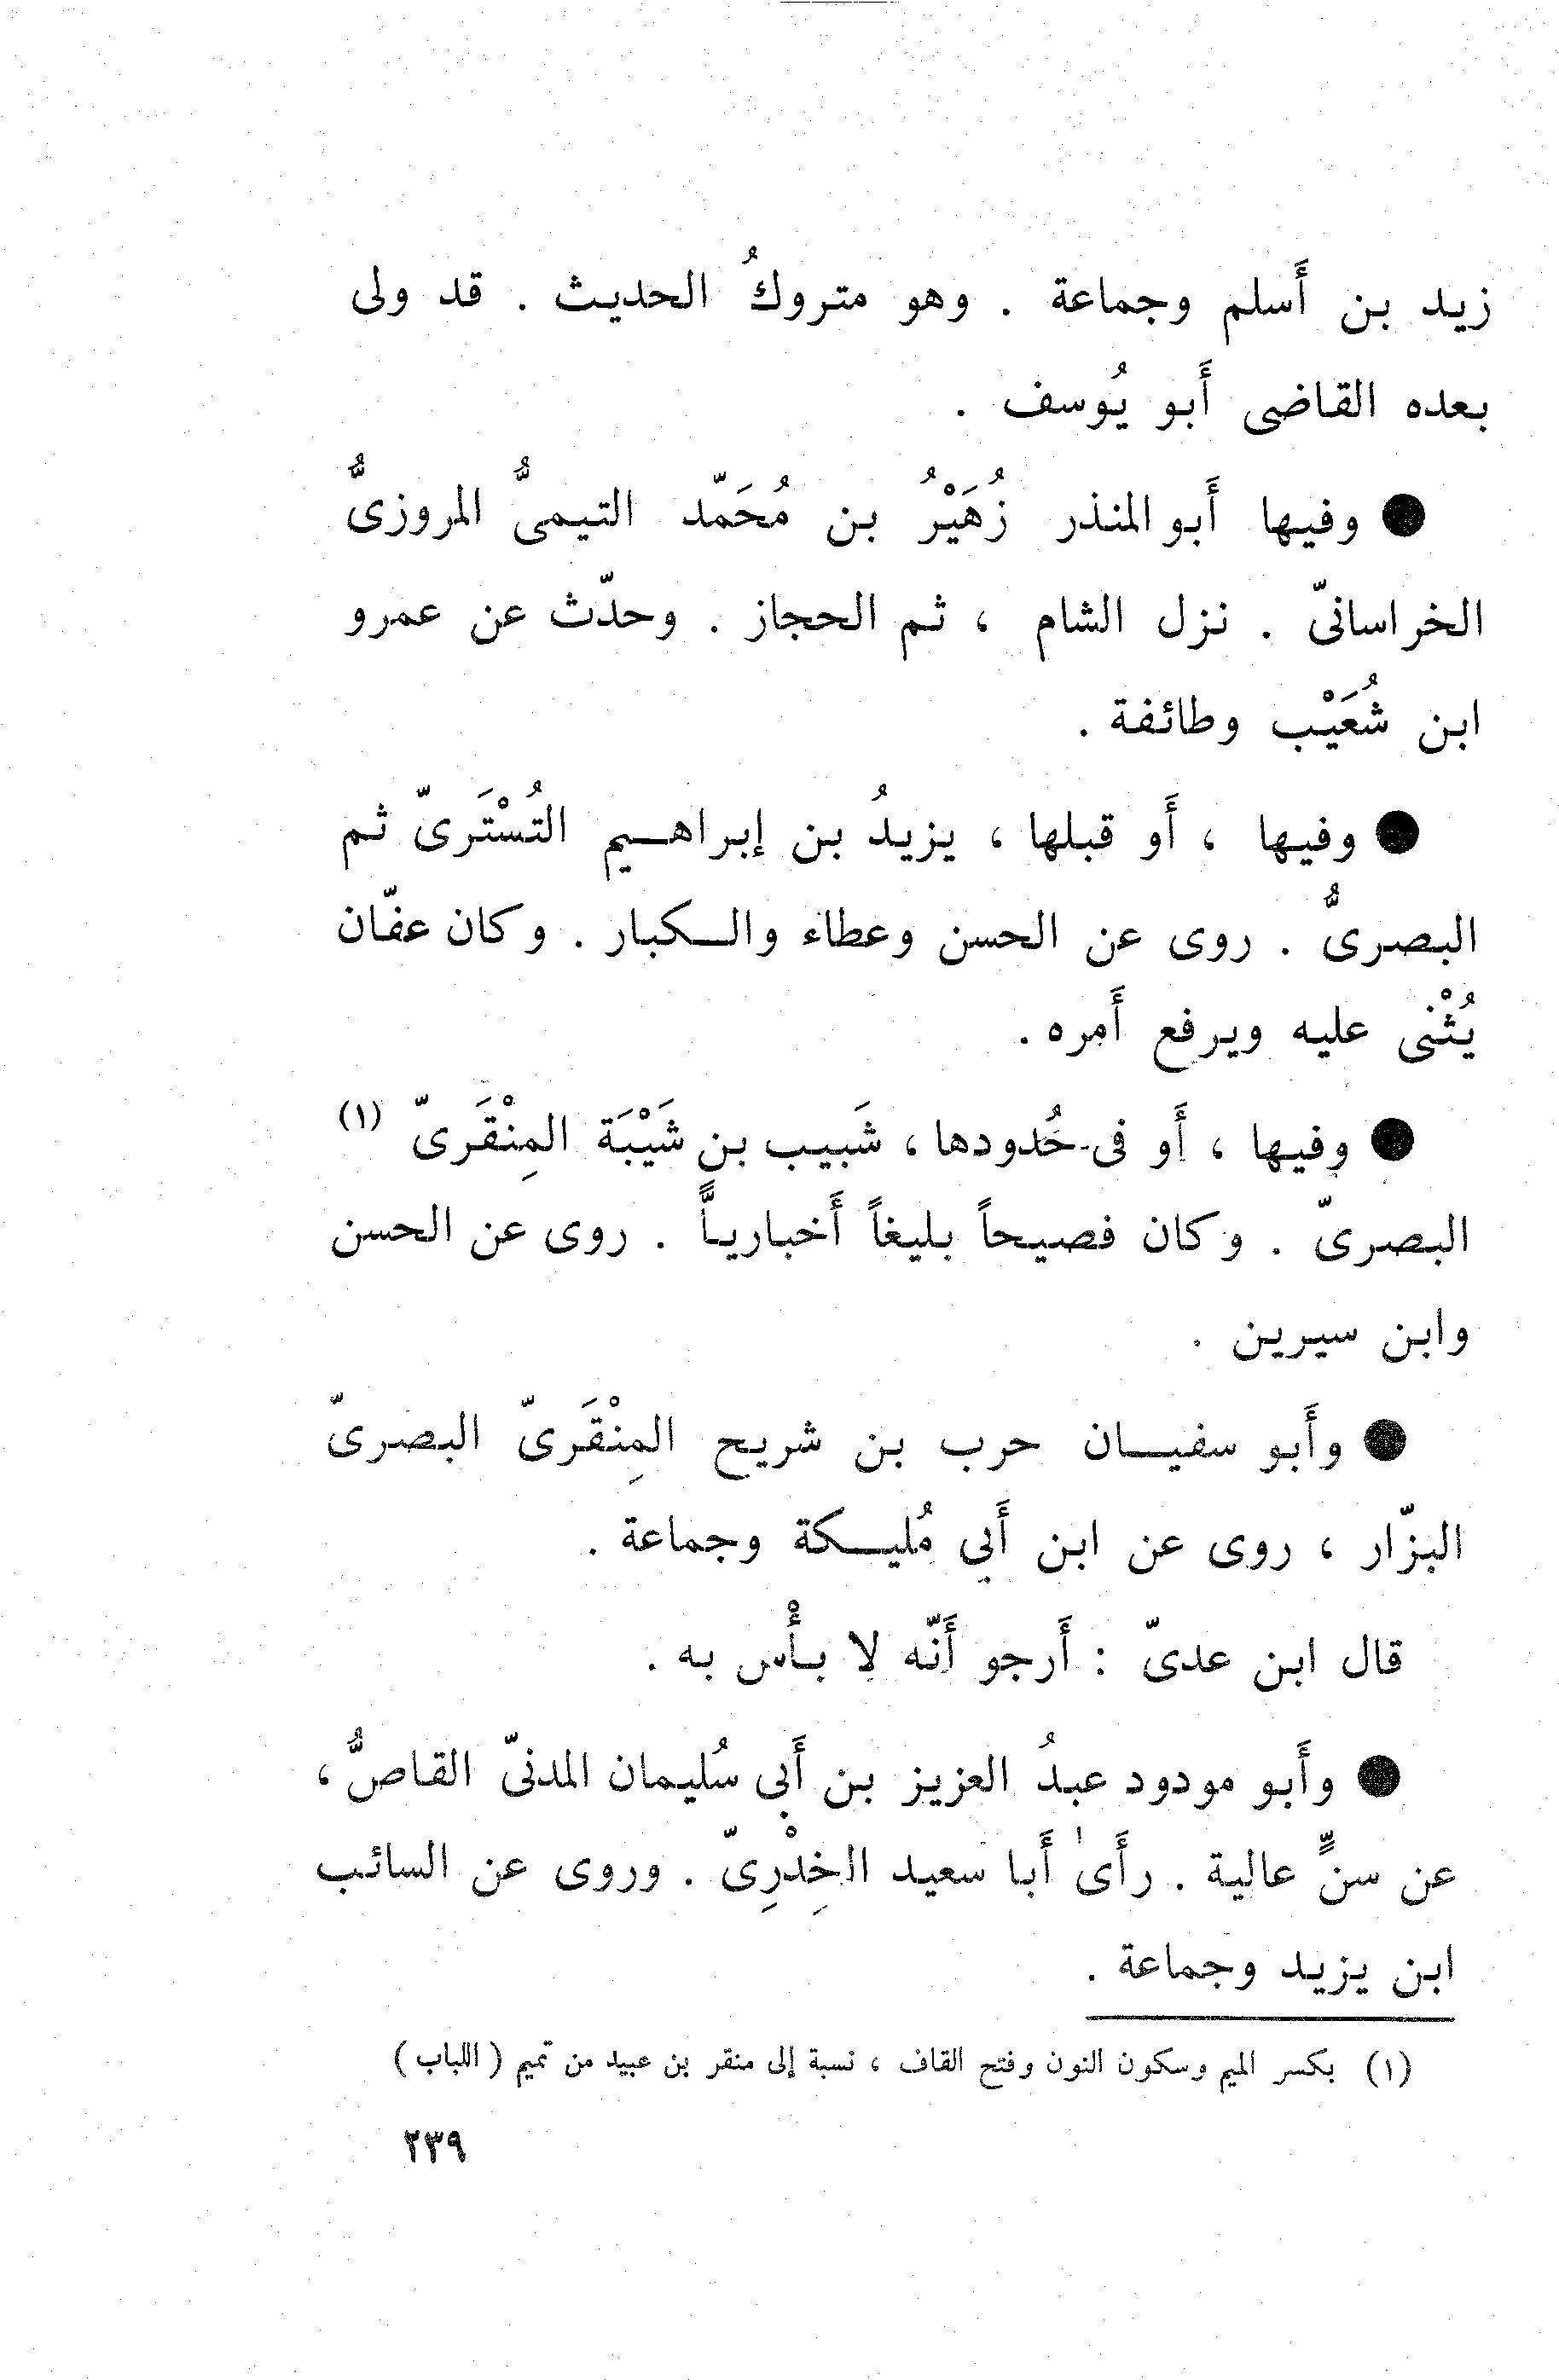 زيد بن أَسلم وجماعة . وهو متروكُ الحديث . قد ولى
بعده القاضى أَبو يُوسف .
● وفيها أَبو المنذر زُهَيْرُ بن مُحَمّد التيمىُّ المروزىُّ
الخراسانىّ . نزل الشام ، ثم الحجاز . وحدّث عن عمرو
ابن شُعَيْب وطائفة .
● وفيها ، أَو قبلها ، يزيدُ بن إبراهـيم التُسْتَرىّ ثم
البصرىُّ . روى عن الحسن وعطاء والـكبار . وكان عفّان
يُثْنى عليه ويرفع أَمره .
● وفيها ، أَو فى حُدودها ، شَبيب بن شَيْبَة المِنْقَرىّ (١)
البصرىّ . وكان فصيحاً بليغاً أَخبارياًّ . روى عن الحسن
وابن سيرين .
● وأَبو سفيـان حرب بن شريح المِنْقَرىّ البصرىّ
البزّار ، روى عن ابن أَبي مُليـكة وجماعة .
قال ابن عدىّ : أَرجو أَنّه لا بأْس به .
● وأَبو مودود عبدُ العزيز بن أَبي سُليمان المدنىّ القاصُّ ،
عن سنٍّ عالية . رأَىٰ أَبا سعيد الخِدْرِىّ . وروى عن السائب
ابن يزيد وجماعة .
(١) بكسر الميم وسكون النون وفتح القاف ، نسبة إلى منقر بن عبيد من تميم ( اللباب )
٢٣٩